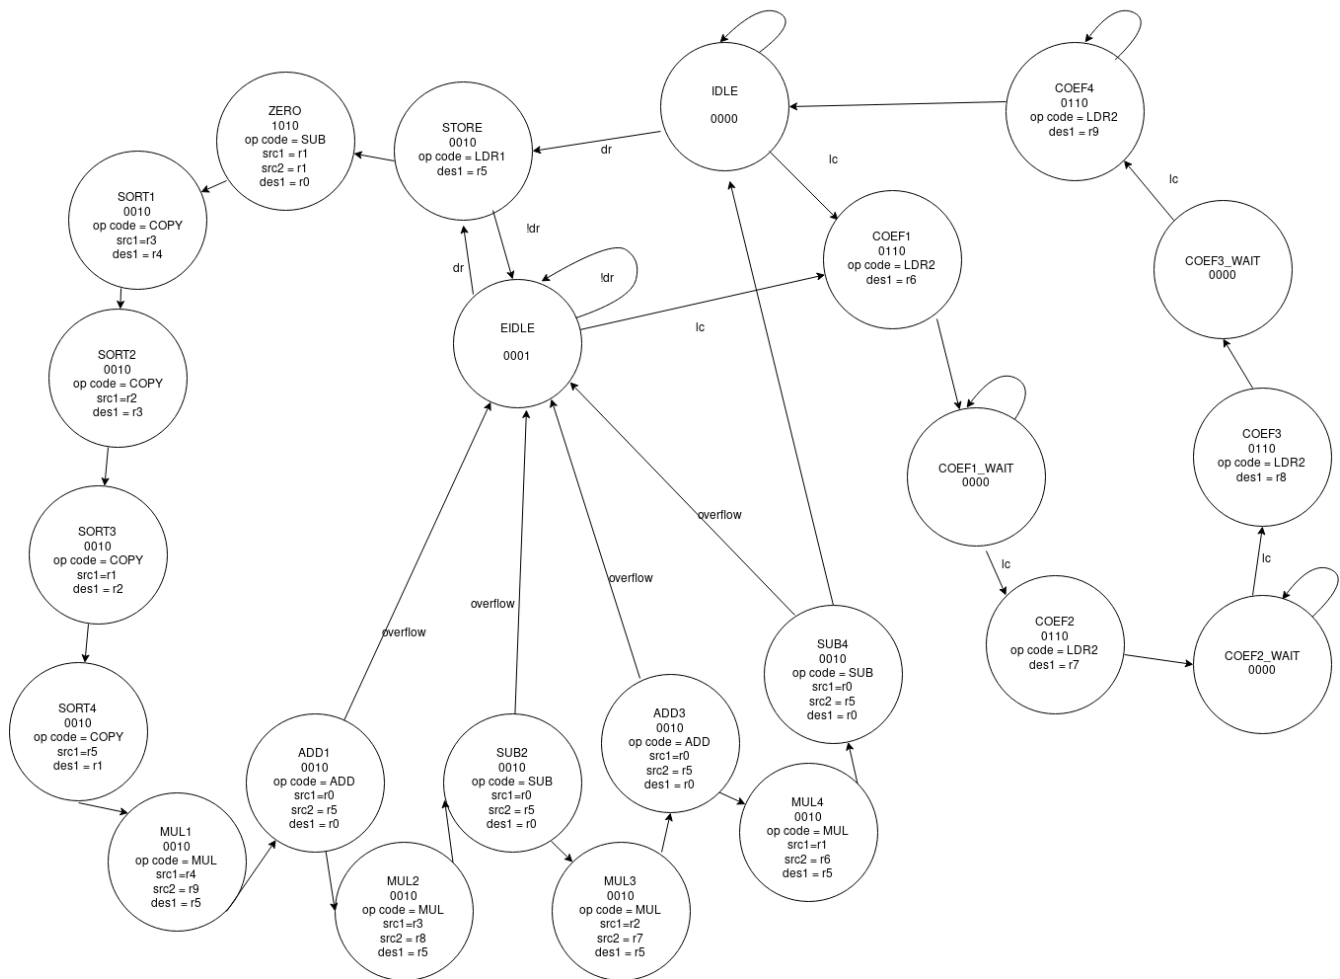 IDLE
0000
COEF4
0110
op code = LDR2
des1 = r9
ZERO
1010
op code = SUB
src1 = r1
src2 = r1
des1 = r0
STORE
0010
op code = LDR1
des1 = r5
dr
lc
lc
SORT1
0010
op code = COPY
src1=r3
des1 = r4
!dr
COEF1
0110
op code = LDR2
des1 = r6
COEF3_WAIT
0000
dr
!dr
EIDLE
0001
lc
SORT2
0010
op code = COPY
src1=r2
des1 = r3
COEF1_WAIT
0000
COEF3
0110
op code = LDR2
des1 = r8
SORT3
0010
op code = COPY
src1=r1
des1 = r2
overflow
overflow
overflow
overflow
lc
lc
COEF2
0110
op code = LDR2
des1 = r7
COEF2_WAIT
0000
SUB4
0010
op code = SUB
src1=r0
src2 = r5
des1 = r0
SORT4
0010
op code = COPY
src1=r5
des1 = r1
ADD1
0010
op code = ADD
src1=r0
src2 = r5
des1 = r0
SUB2
0010
op code = SUB
src1=r0
src2 = r5
des1 = r0
ADD3
0010
op code = ADD
src1=r0
src2 = r5
des1 = r0
MUL1
0010
op code = MUL
src1=r4
src2 = r9
des1 = r5
MUL2
0010
op code = MUL
src1=r3
src2 = r8
des1 = r5
MUL3
0010
op code = MUL
src1=r2
src2 = r7
des1 = r5
MUL4
0010
op code = MUL
src1=r1
src2 = r6
des1 = r5